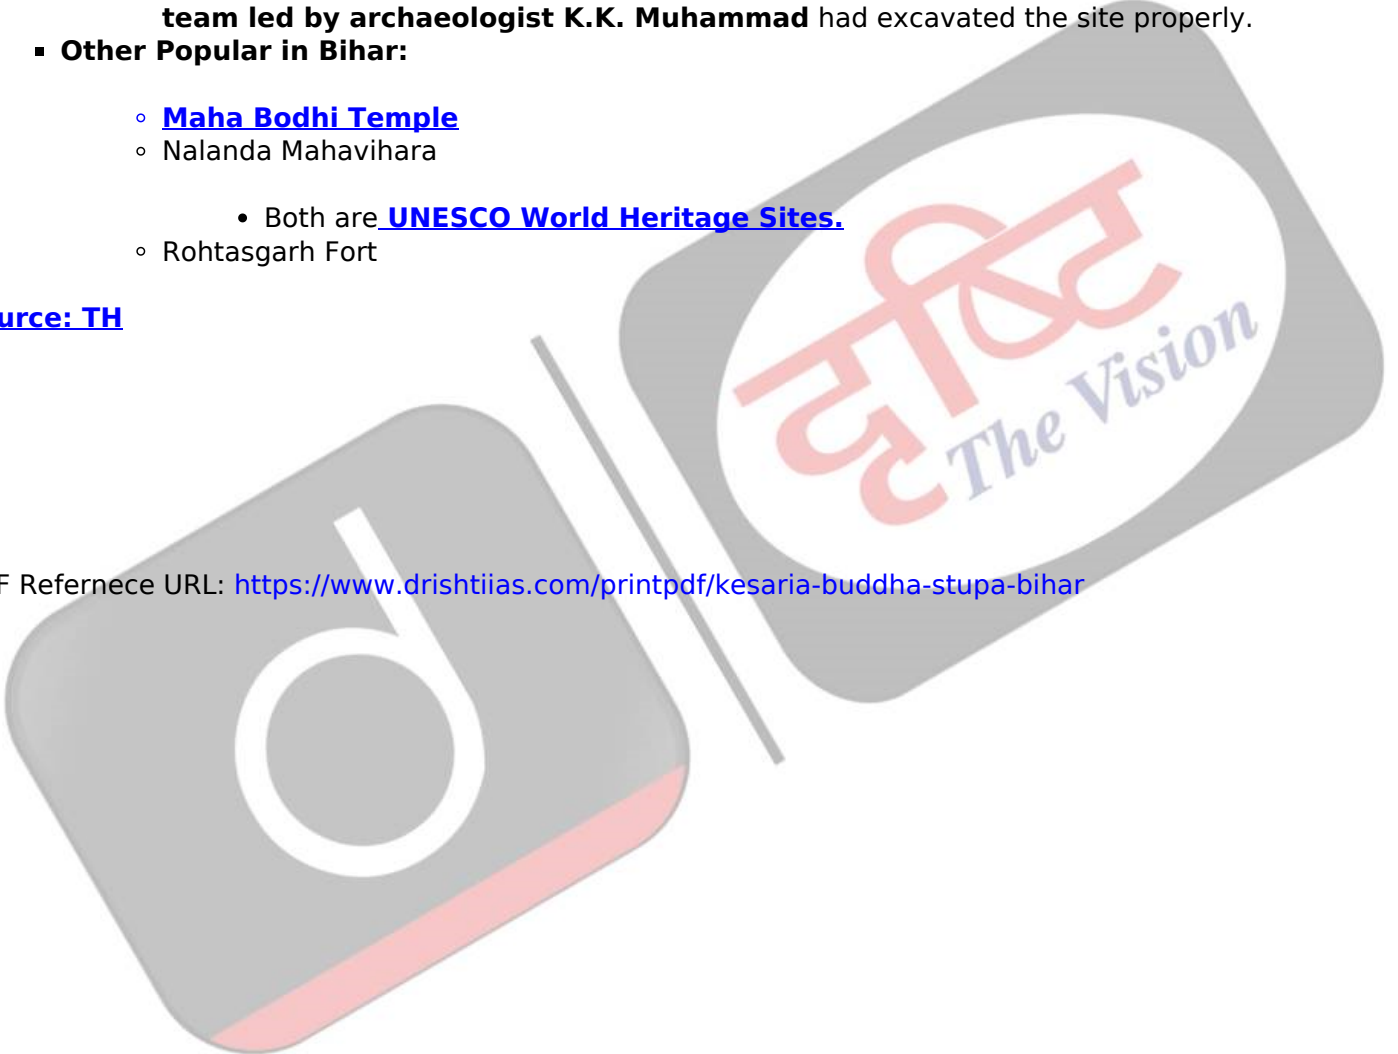 team led by archaeologist K.K. Muhammad had excavated the site properly.
Other Popular in Bihar:
Maha Bodhi Temple
Nalanda Mahavihara
Both are UNESCO World Heritage Sites.
Rohtasgarh Fort
urce: TH
F Refernece URL: https://www.drishtiias.com/printpdf/kesaria-buddha-stupa-bihar
d
दृष्टि
The Vision